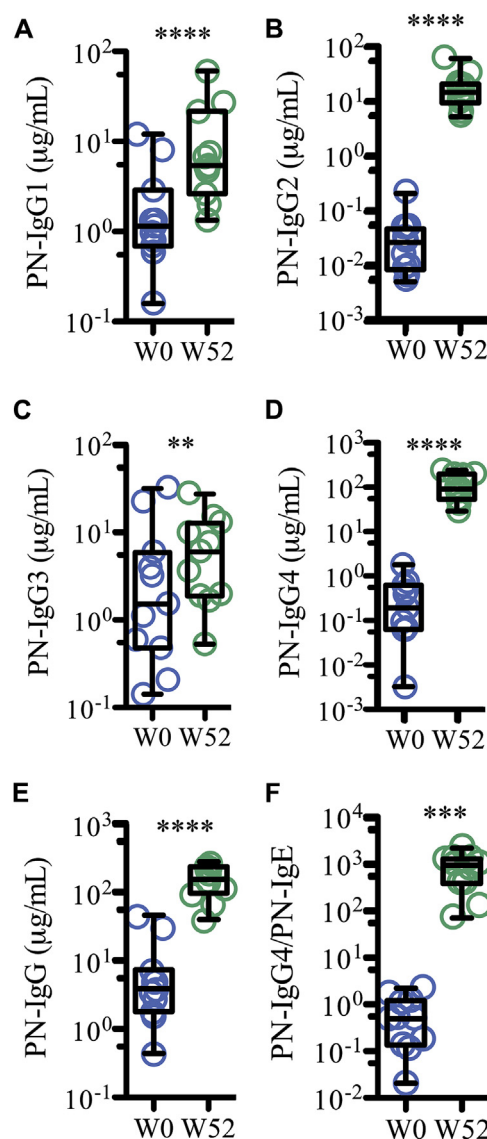 A
****
PN-IgG1 (µg/mL)
10²
10¹
10⁰
10⁻¹
W0 W52
B
****
PN-IgG2 (µg/mL)
10²
10¹
10⁰
10⁻¹
10⁻²
10⁻³
W0 W52
C
**
PN-IgG3 (µg/mL)
10²
10¹
10⁰
10⁻¹
W0 W52
D
****
PN-IgG4 (µg/mL)
10³
10²
10¹
10⁰
10⁻¹
10⁻²
10⁻³
W0 W52
E
****
PN-IgG (µg/mL)
10³
10²
10¹
10⁰
10⁻¹
W0 W52
F
***
PN-IgG4/PN-IgE
10⁴
10³
10²
10¹
10⁰
10⁻¹
10⁻²
W0 W52